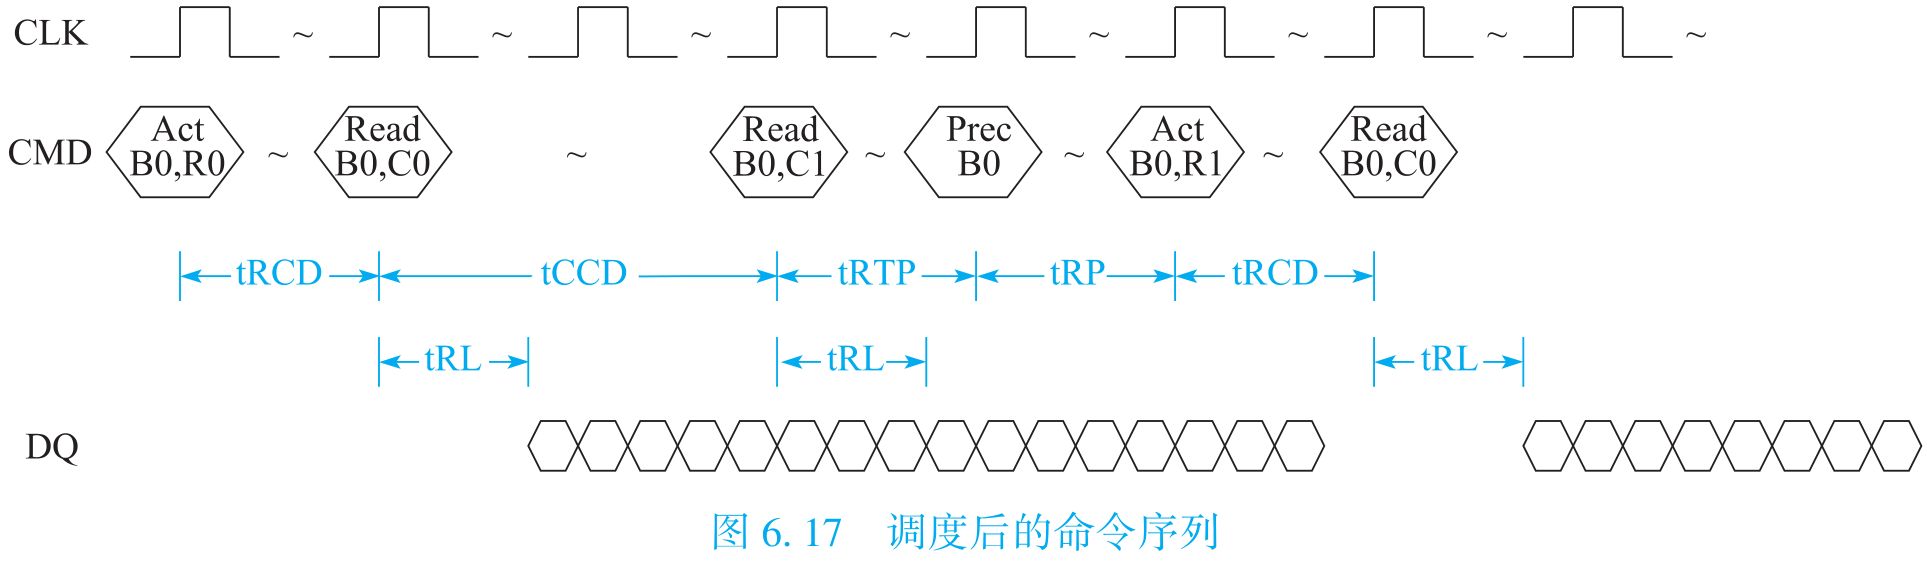 CLK ~ ~ ~ ~ ~ ~ ~ ~
CMD Act B0,R0 ~ Read B0,C0 ~ Read B0,C1 ~ Prec B0 ~ Act B0,R1 ~ Read B0,C0
tRCD tCCD tRTP tRP tRCD
tRL tRL tRL
DQ
图 6. 17 调度后的命令序列